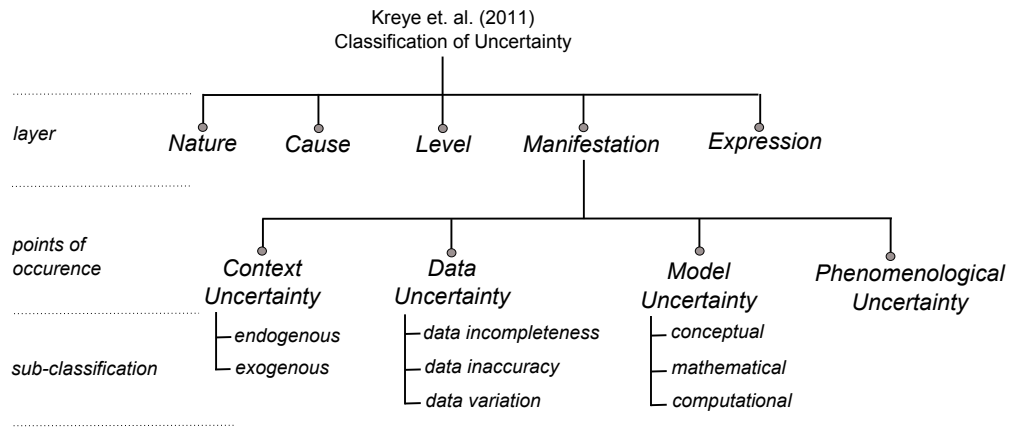 Kreye et. al. (2011)
Classification of Uncertainty
layer
Nature
Cause
Level
Manifestation
Expression
points of
occurence
Context
Uncertainty
Data
Uncertainty
Model
Uncertainty
Phenomenological
Uncertainty
sub-classification
endogenous
exogenous
data incompleteness
data inaccuracy
data variation
conceptual
mathematical
computational